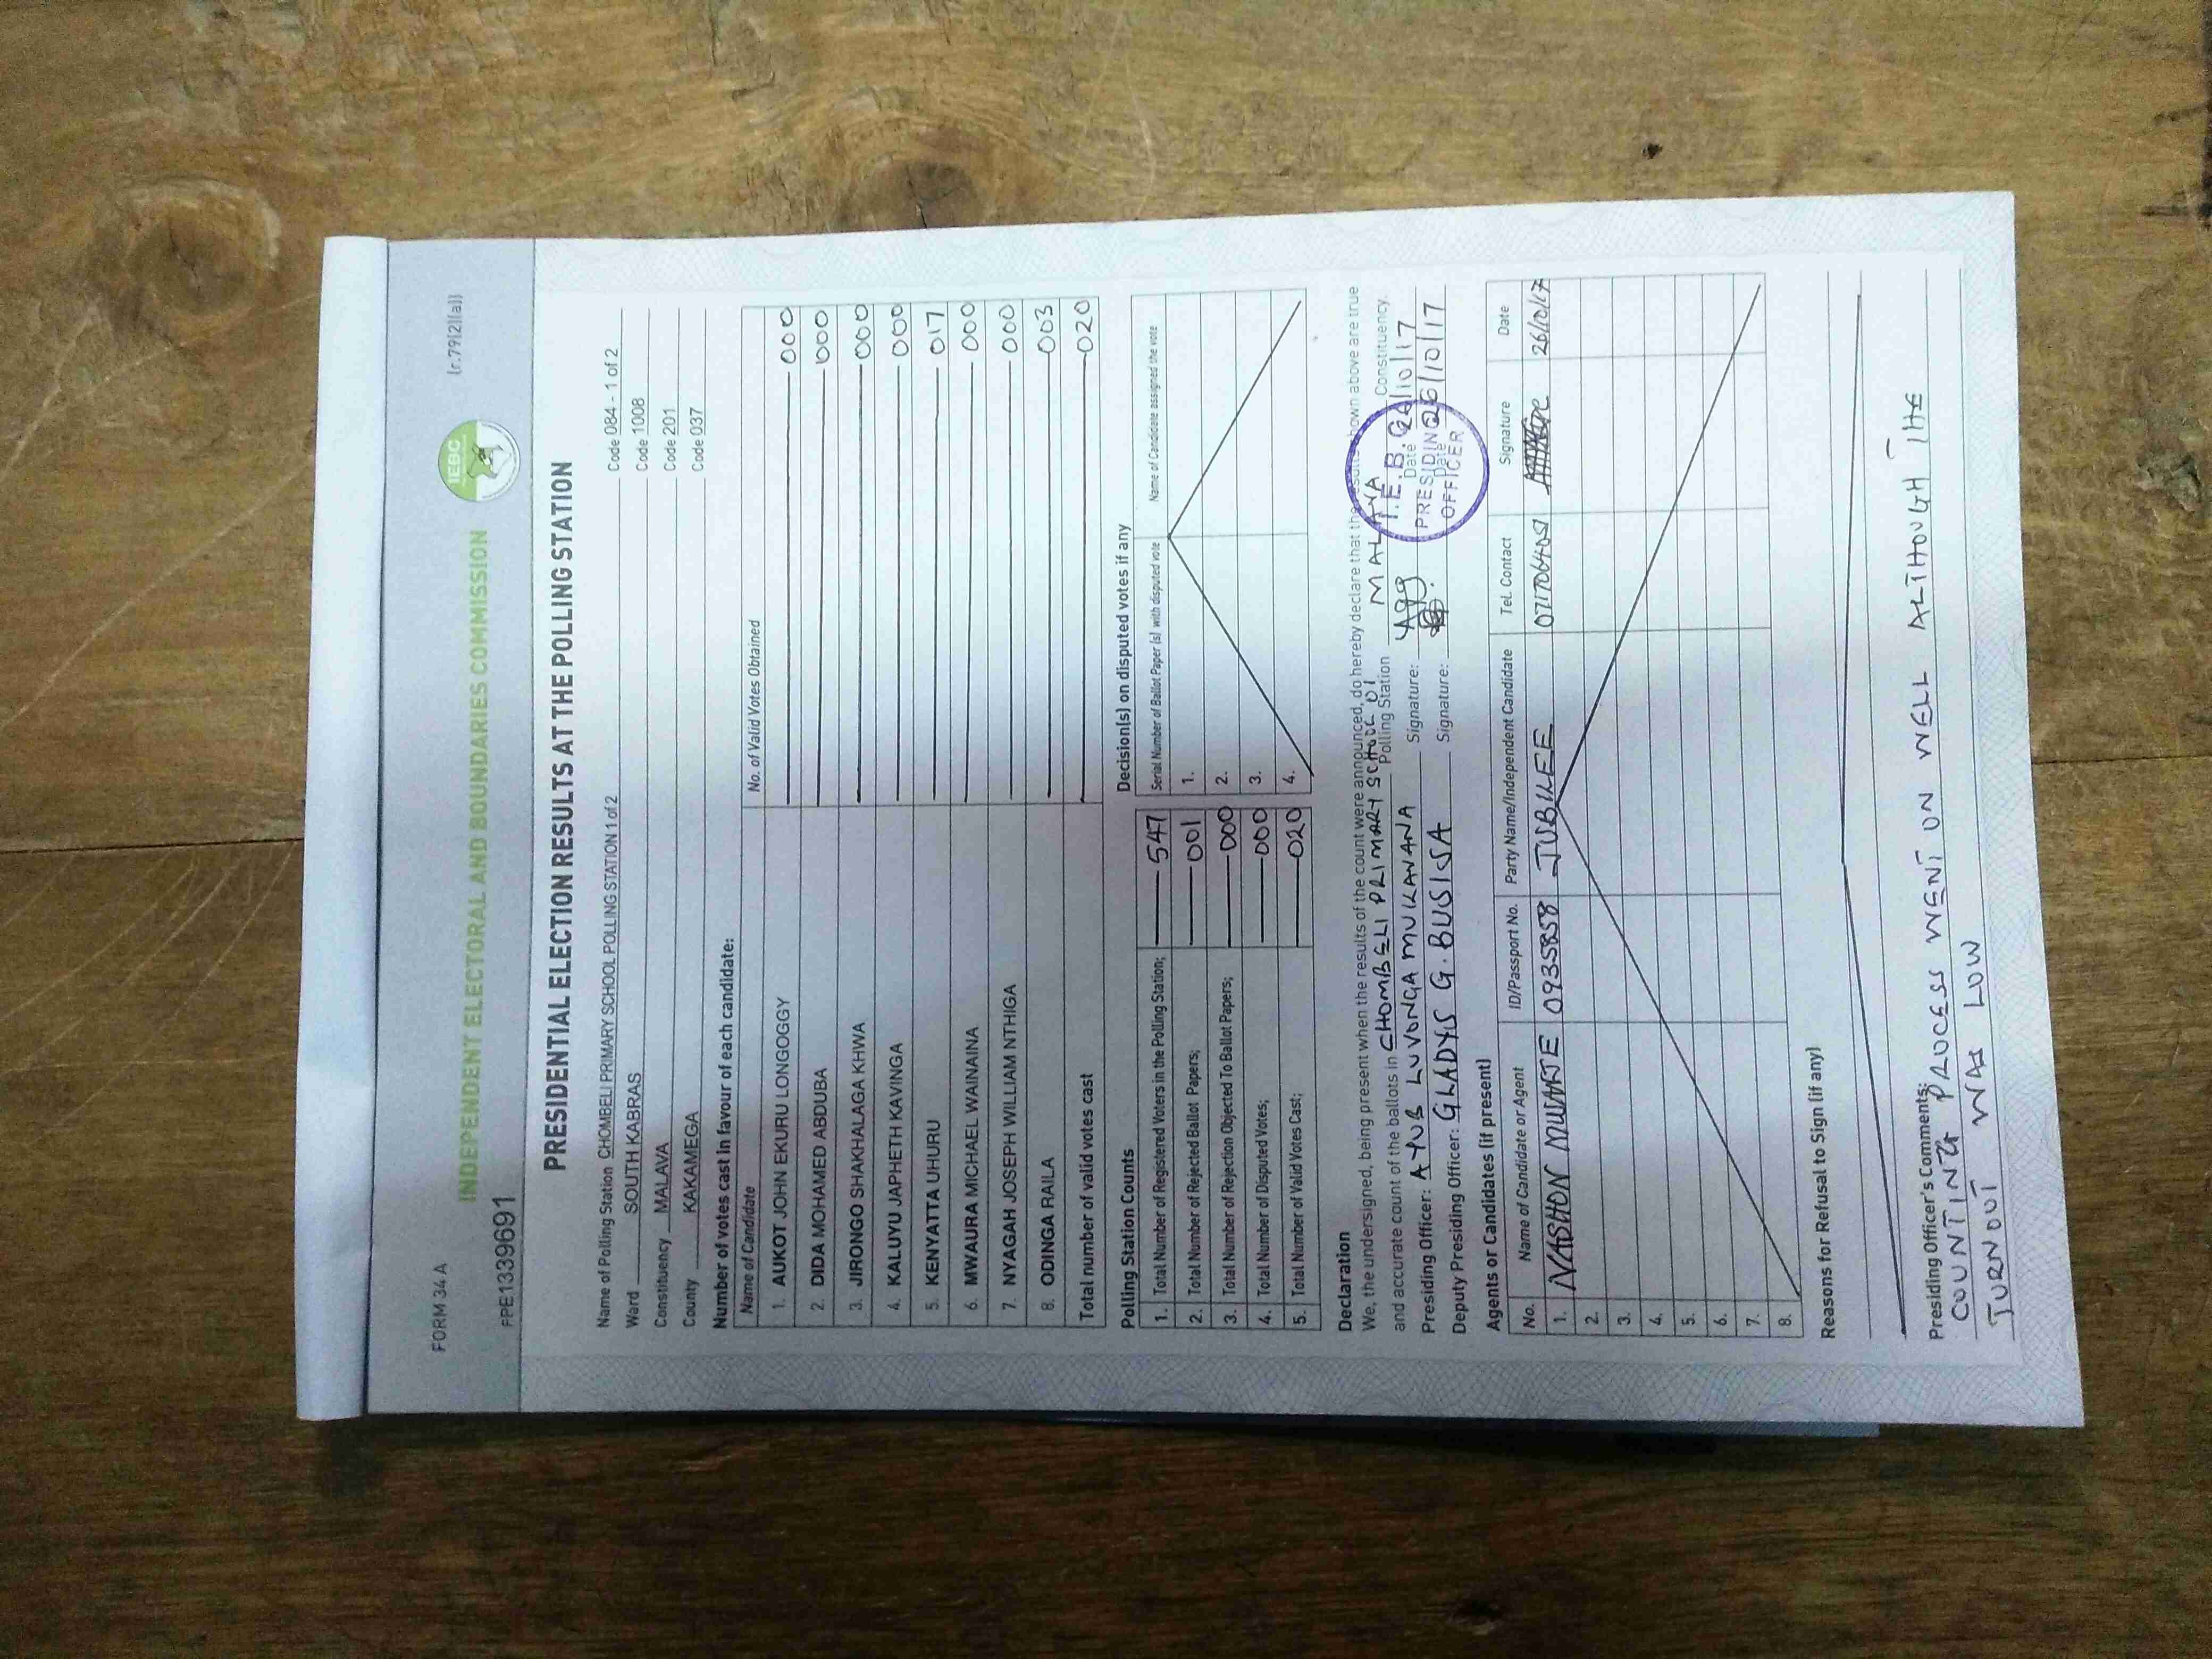 FORM 34 A
(r.79(2)(a))
INDEPENDENT ELECTORAL AND BOUNDARIES COMMISSION
IEBC
PPE1339691
PRESIDENTIAL ELECTION RESULTS AT THE POLLING STATION
Name of Polling Station CHOMBELI PRIMARY SCHOOL POLLING STATION 1 of 2 Code 084 - 1 of 2
Ward SOUTH KABRAS Code 1008
Constituency MALAVA Code 201
County KAKAMEGA Code 037
Number of votes cast in favour of each candidate:
Name of Candidate No. of Valid Votes Obtained
1. AUKOT JOHN EKURU LONGOGGY 000
2. DIDA MOHAMED ABDUBA 000
3. JIRONGO SHAKHALAGA KHWA 000
4. KALUYU JAPHETH KAVINGA 000
5. KENYATTA UHURU 017
6. MWAURA MICHAEL WAINAINA 000
7. NYAGAH JOSEPH WILLIAM NTHIGA 000
8. ODINGA RAILA 003
Total number of valid votes cast 020
Polling Station Counts
1. Total Number of Registered Voters in the Polling Station; 547
2. Total Number of Rejected Ballot Papers; 001
3. Total Number of Rejection Objected To Ballot Papers; 000
4. Total Number of Disputed Votes; 000
5. Total Number of Valid Votes Cast; 020
Decision(s) on disputed votes if any
Serial Number of Ballot Paper (s) with disputed vote Name of Candidate assigned the vote
1.
2.
3.
4.
Declaration
We, the undersigned, being present when the results of the count were announced, do hereby declare that the results shown above are true
and accurate count of the ballots in CHOMBELI PRIMARY SCHOOL 01 Polling Station MALAVA Constituency.
Presiding Officer: AYUB LUVONGA MUKANANA Signature: Date 26/10/17
Deputy Presiding Officer: GLADYS G. BUSISA Signature: Date 26/10/17
I.E.B.C
PRESIDING
OFFICER
Agents or Candidates (if present)
No. Name of Candidate or Agent ID/Passport No. Party Name/Independent Candidate Tel. Contact Signature Date
1. NASHON 0935858 JUBILEE 26/10/17
2.
3.
4.
5.
6.
7.
8.
Reasons for Refusal to Sign (if any)
Presiding Officer's Comments:
COUNTING PROCESS WENT ON WELL ALTHOUGH THE
TURNOUT WAS LOW